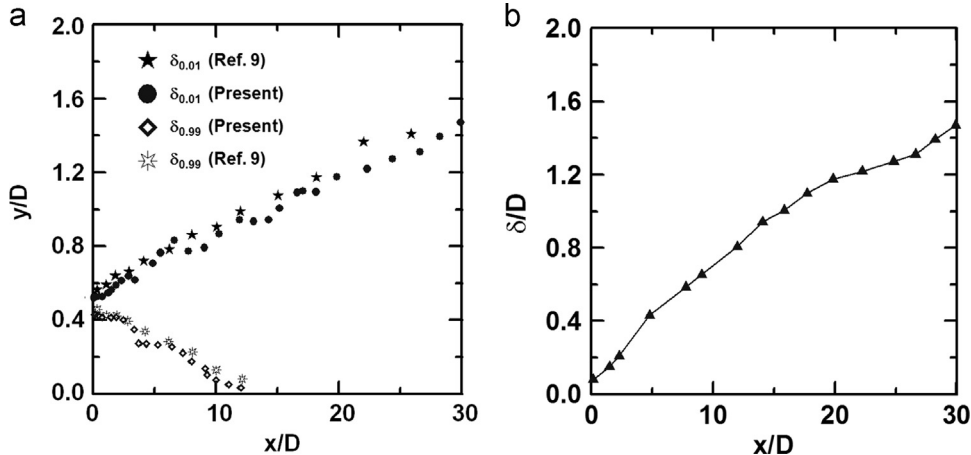 a
2.0
1.6
1.2
0.8
0.4
0.0
y/D
★ δ0.01 (Ref. 9)
● δ0.01 (Present)
◇ δ0.99 (Present)
δ0.99 (Ref. 9)
0 10 20 30
x/D
b
2.0
1.6
1.2
0.8
0.4
0.0
δ/D
0 10 20 30
x/D